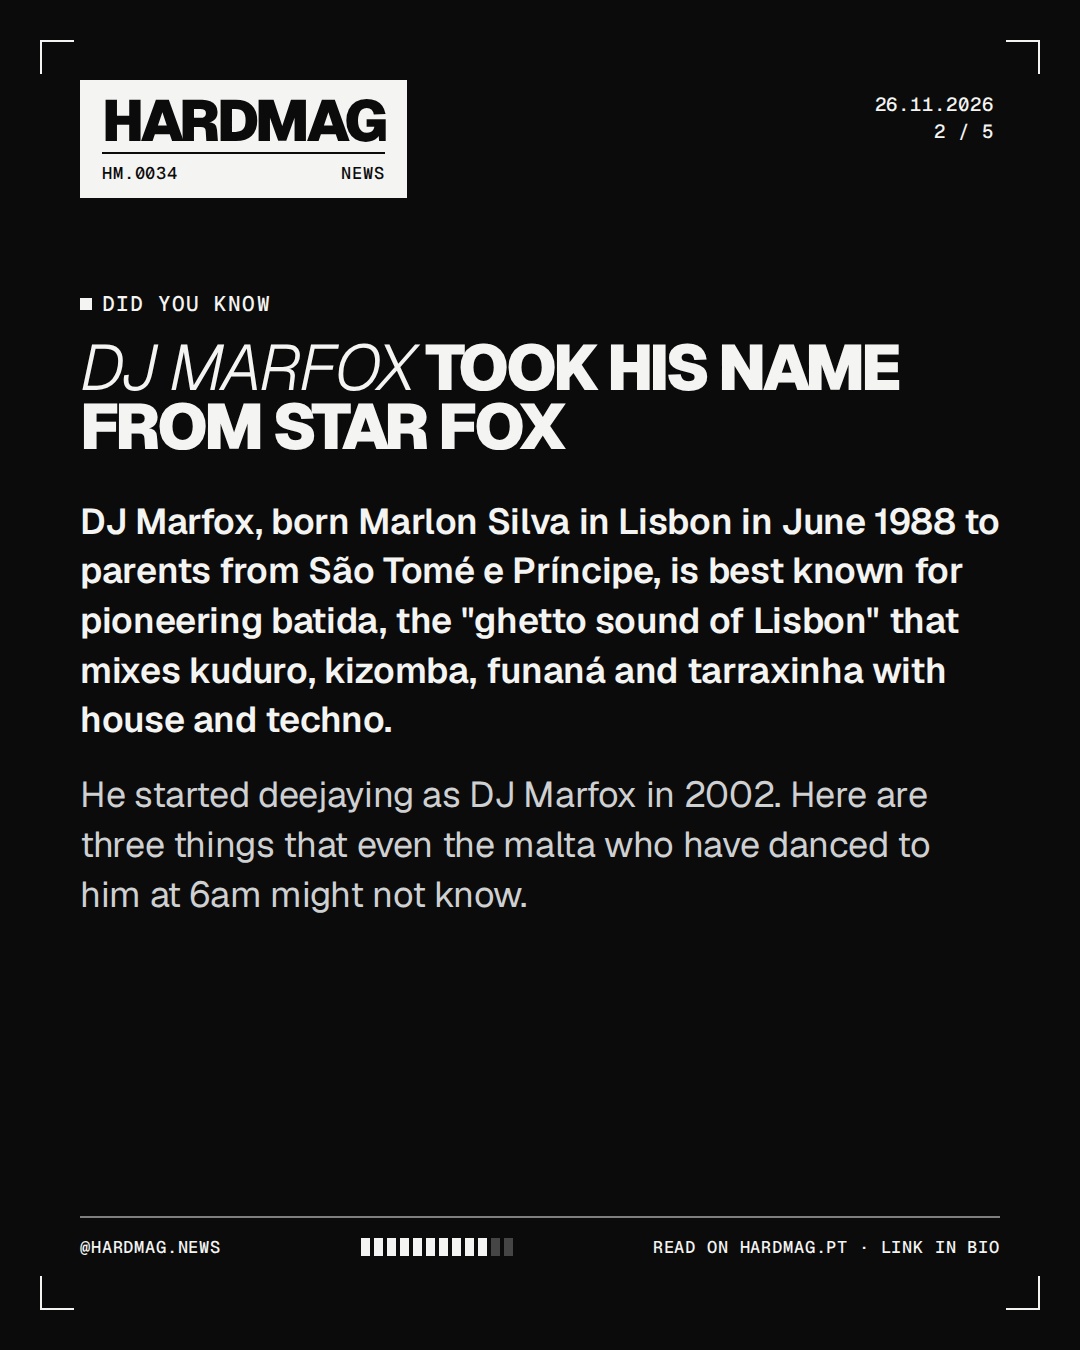 HARDMAG
HM.0034 NEWS
26.11.2026
2 / 5
DID YOU KNOW
DJ MARFOX TOOK HIS NAME
FROM STAR FOX
DJ Marfox, born Marlon Silva in Lisbon in June 1988 to
parents from São Tomé e Príncipe, is best known for
pioneering batida, the "ghetto sound of Lisbon" that
mixes kuduro, kizomba, funaná and tarraxinha with
house and techno.
He started deejaying as DJ Marfox in 2002. Here are
three things that even the malta who have danced to
him at 6am might not know.
@HARDMAG.NEWS
READ ON HARDMAG.PT · LINK IN BIO